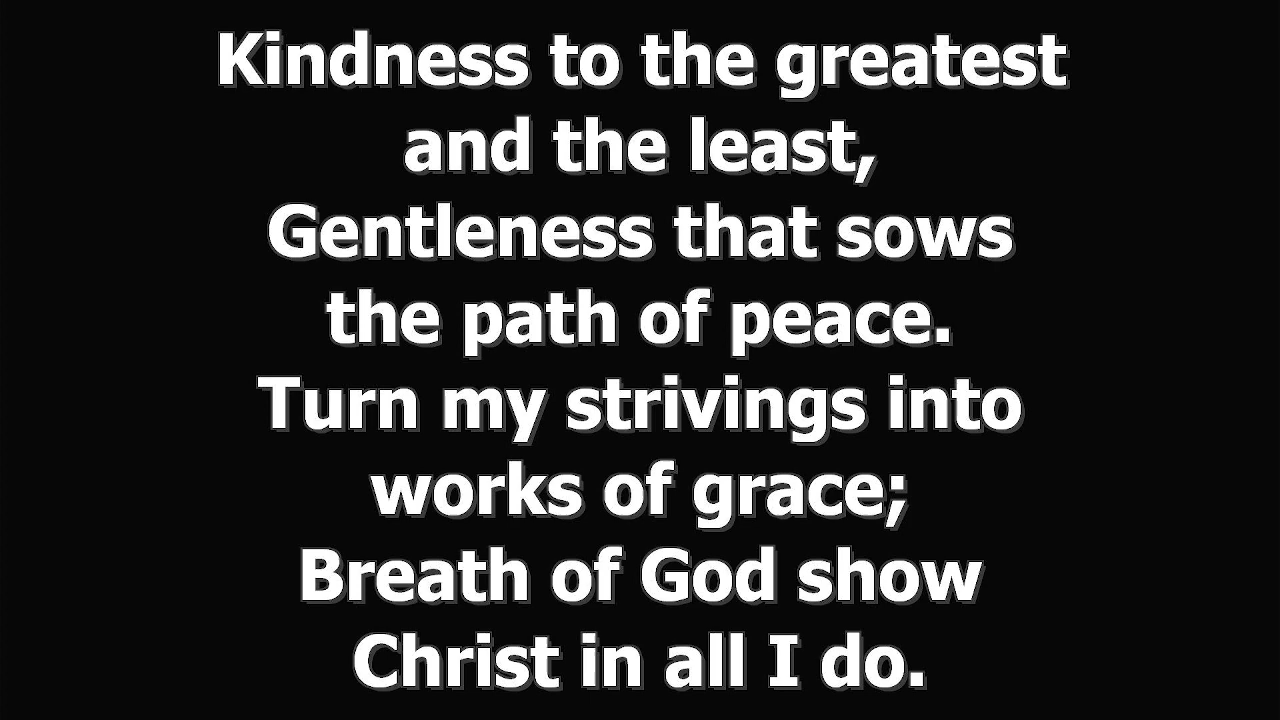 Kindness to the greatest
and the least,
Gentleness that sows
the path of peace.
Turn my strivings into
works of grace;
Breath of God show
Christ in all I do.